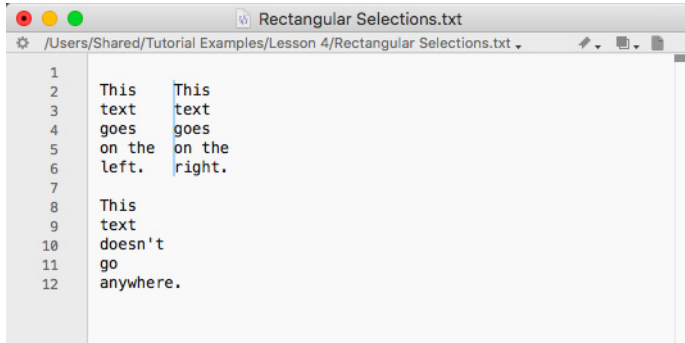 Rectangular Selections.txt
/Users/Shared/Tutorial Examples/Lesson 4/Rectangular Selections.txt
1
2 This This
3 text text
4 goes goes
5 on the on the
6 left. right.
7
8 This
9 text
10 doesn't
11 go
12 anywhere.